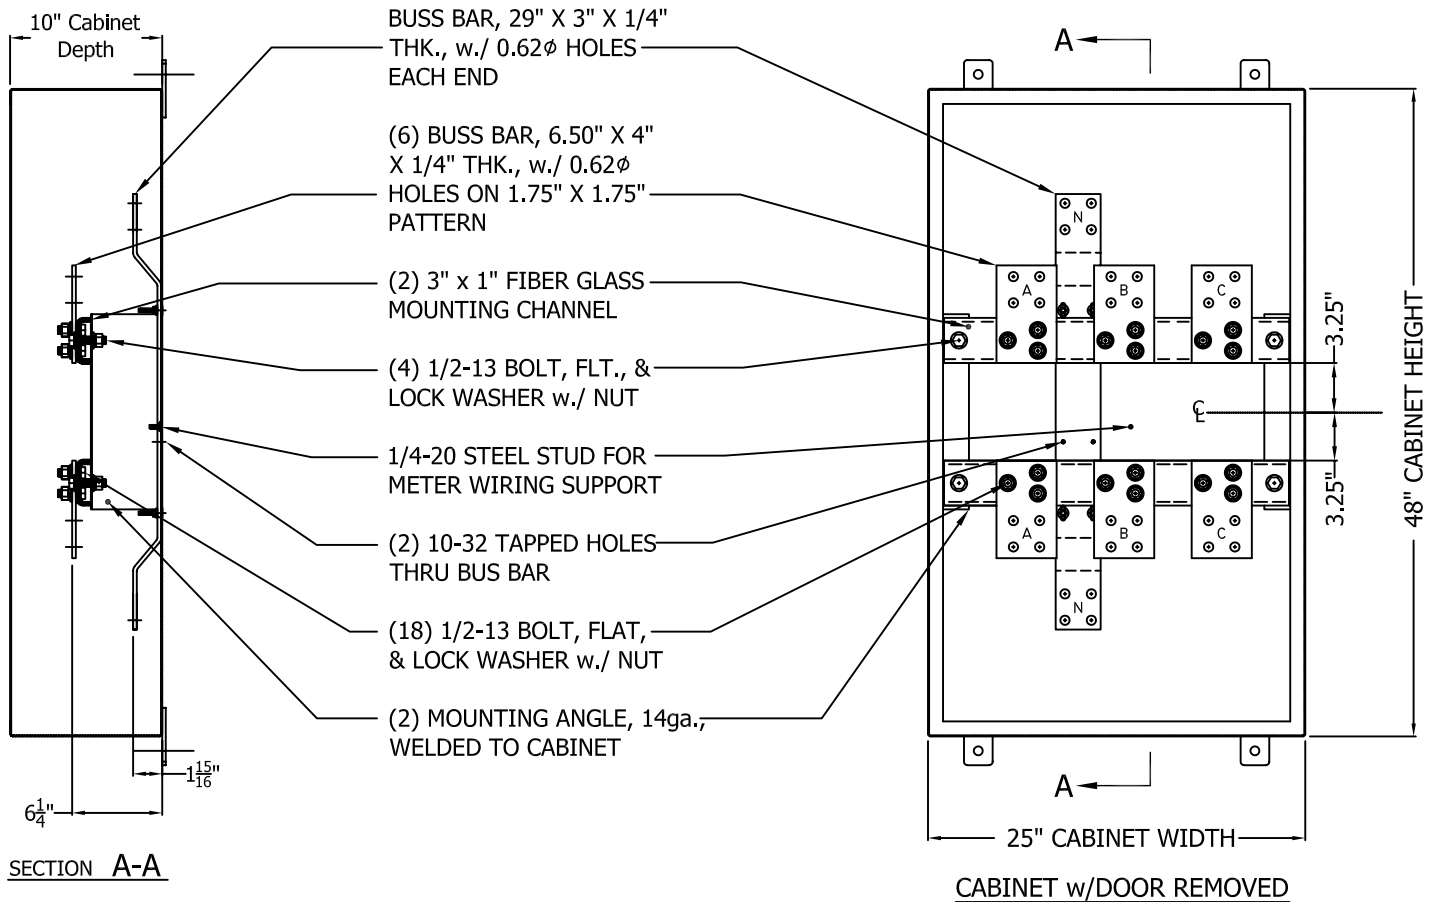 10" Cabinet
Depth
BUSS BAR, 29" X 3" X 1/4"
THK., w./ 0.62⌀ HOLES
EACH END
(6) BUSS BAR, 6.50" X 4"
X 1/4" THK., w./ 0.62⌀
HOLES ON 1.75" X 1.75"
PATTERN
(2) 3" x 1" FIBER GLASS
MOUNTING CHANNEL
(4) 1/2-13 BOLT, FLT., &
LOCK WASHER w./ NUT
1/4-20 STEEL STUD FOR
METER WIRING SUPPORT
(2) 10-32 TAPPED HOLES
THRU BUS BAR
(18) 1/2-13 BOLT, FLAT,
& LOCK WASHER w./ NUT
(2) MOUNTING ANGLE, 14ga.,
WELDED TO CABINET
1 15/16"
6 1/4"
SECTION A-A
A
N
A
B
C
℄
3.25"
3.25"
48" CABINET HEIGHT
A
B
C
N
A
25" CABINET WIDTH
CABINET w/DOOR REMOVED